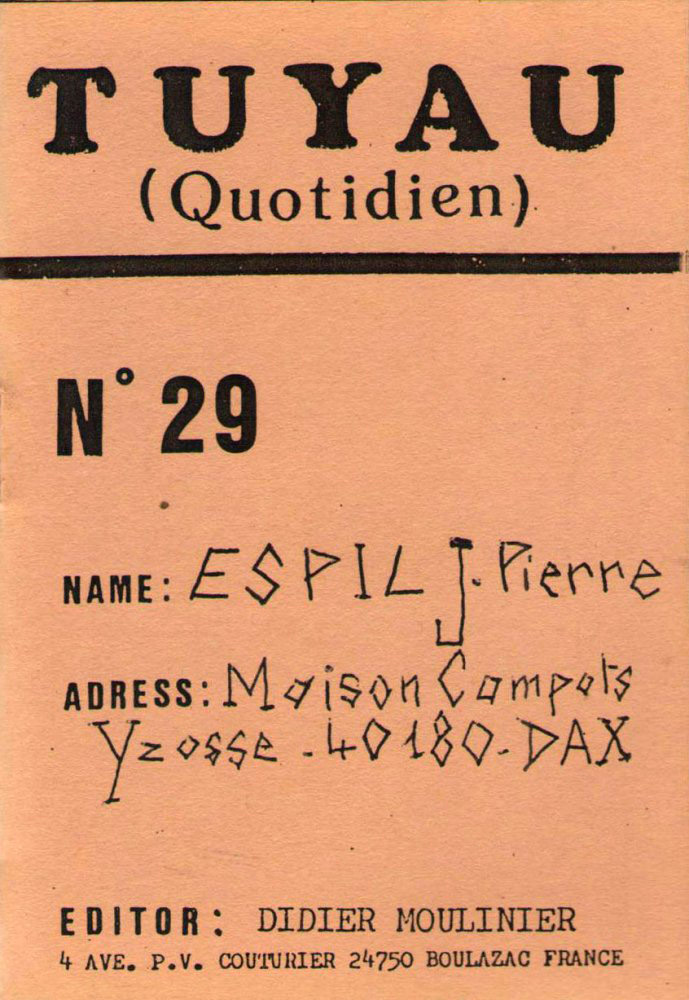 TUYAU
(Quotidien)
N° 29
NAME: ESPIL J. Pierre
ADRESS: Maison Campots
Yzosse - 40180 - DAX
EDITOR: DIDIER MOULINIER
4 AVE. P.V. COUTURIER 24750 BOULAZAC FRANCE